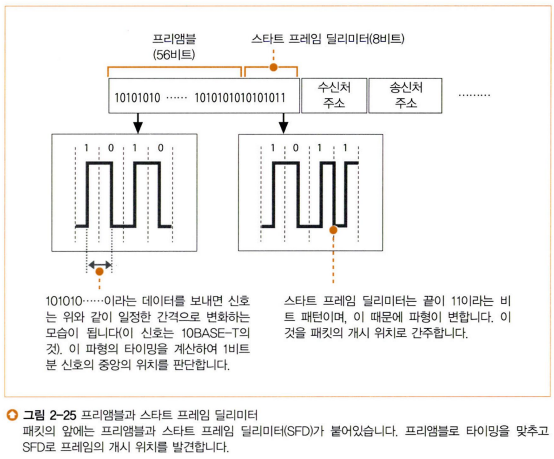 프리앰블
(56비트)
스타트 프레임 딜리미터(8비트)
10101010 …… 1010101010101011
수신처
주소
송신처
주소
………
1 0 1 0
1 0 1 1
101010……이라는 데이터를 보내면 신호
는 위와 같이 일정한 간격으로 변화하는
모습이 됩니다(이 신호는 10BASE-T의
것). 이 파형의 타이밍을 계산하여 1비트
분 신호의 중앙의 위치를 판단합니다.
스타트 프레임 딜리미터는 끝이 11이라는 비
트 패턴이며, 이 때문에 파형이 변합니다. 이
것을 패킷의 개시 위치로 간주합니다.
그림 2-25 프리앰블과 스타트 프레임 딜리미터
패킷의 앞에는 프리앰블과 스타트 프레임 딜리미터(SFD)가 붙어있습니다. 프리앰블로 타이밍을 맞추고
SFD로 프레임의 개시 위치를 발견합니다.